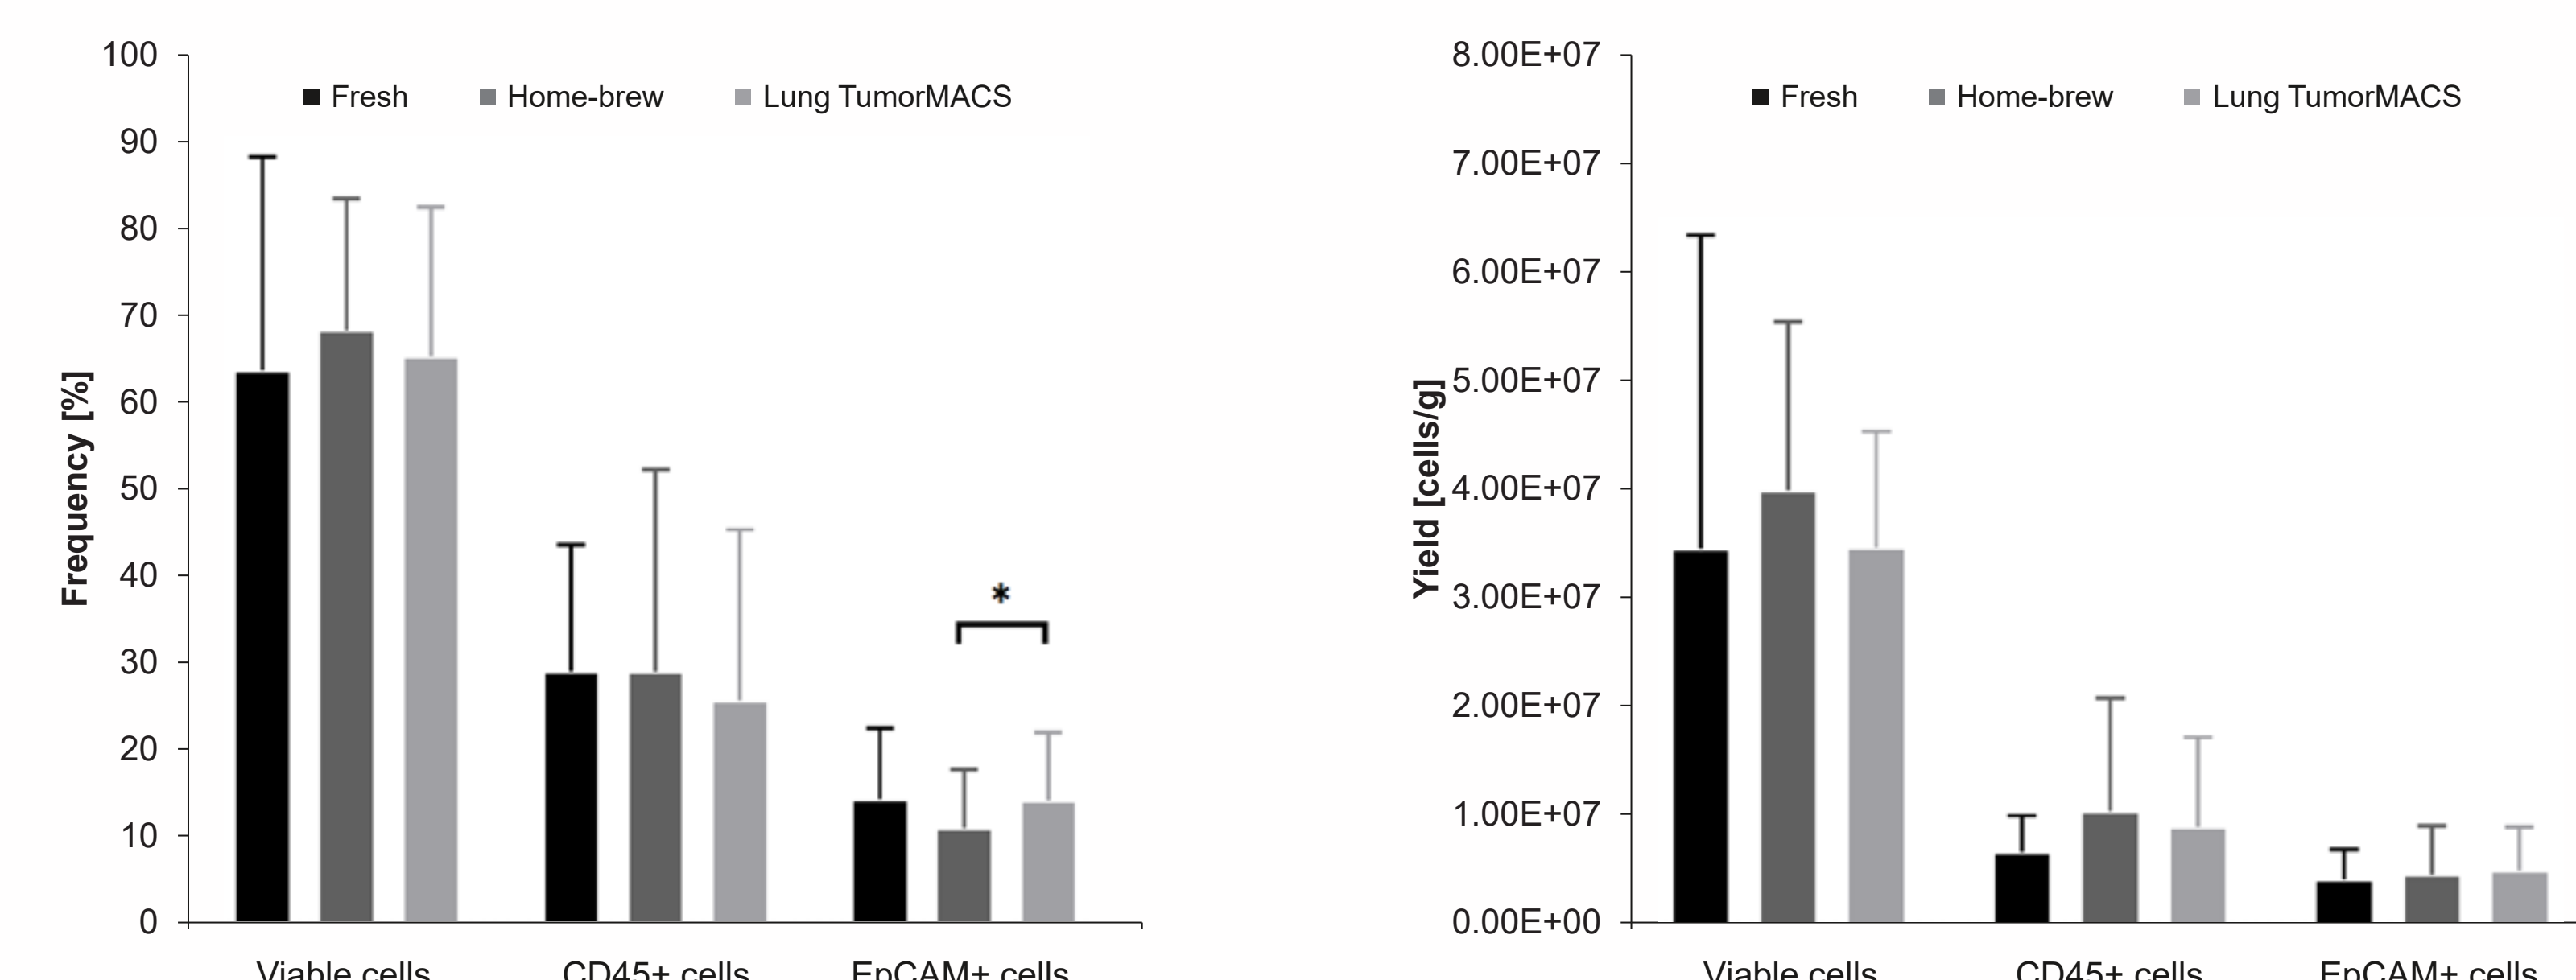 100
90
80
70
60
50
40
30
20
10
0
Frequency [%]
Fresh Home-brew Lung TumorMACS
*
Viable cells CD45+ cells EpCAM+ cells
8.00E+07
7.00E+07
6.00E+07
5.00E+07
4.00E+07
3.00E+07
2.00E+07
1.00E+07
0.00E+00
Yield [cells/g]
Fresh Home-brew Lung TumorMACS
Viable cells CD45+ cells EpCAM+ cells